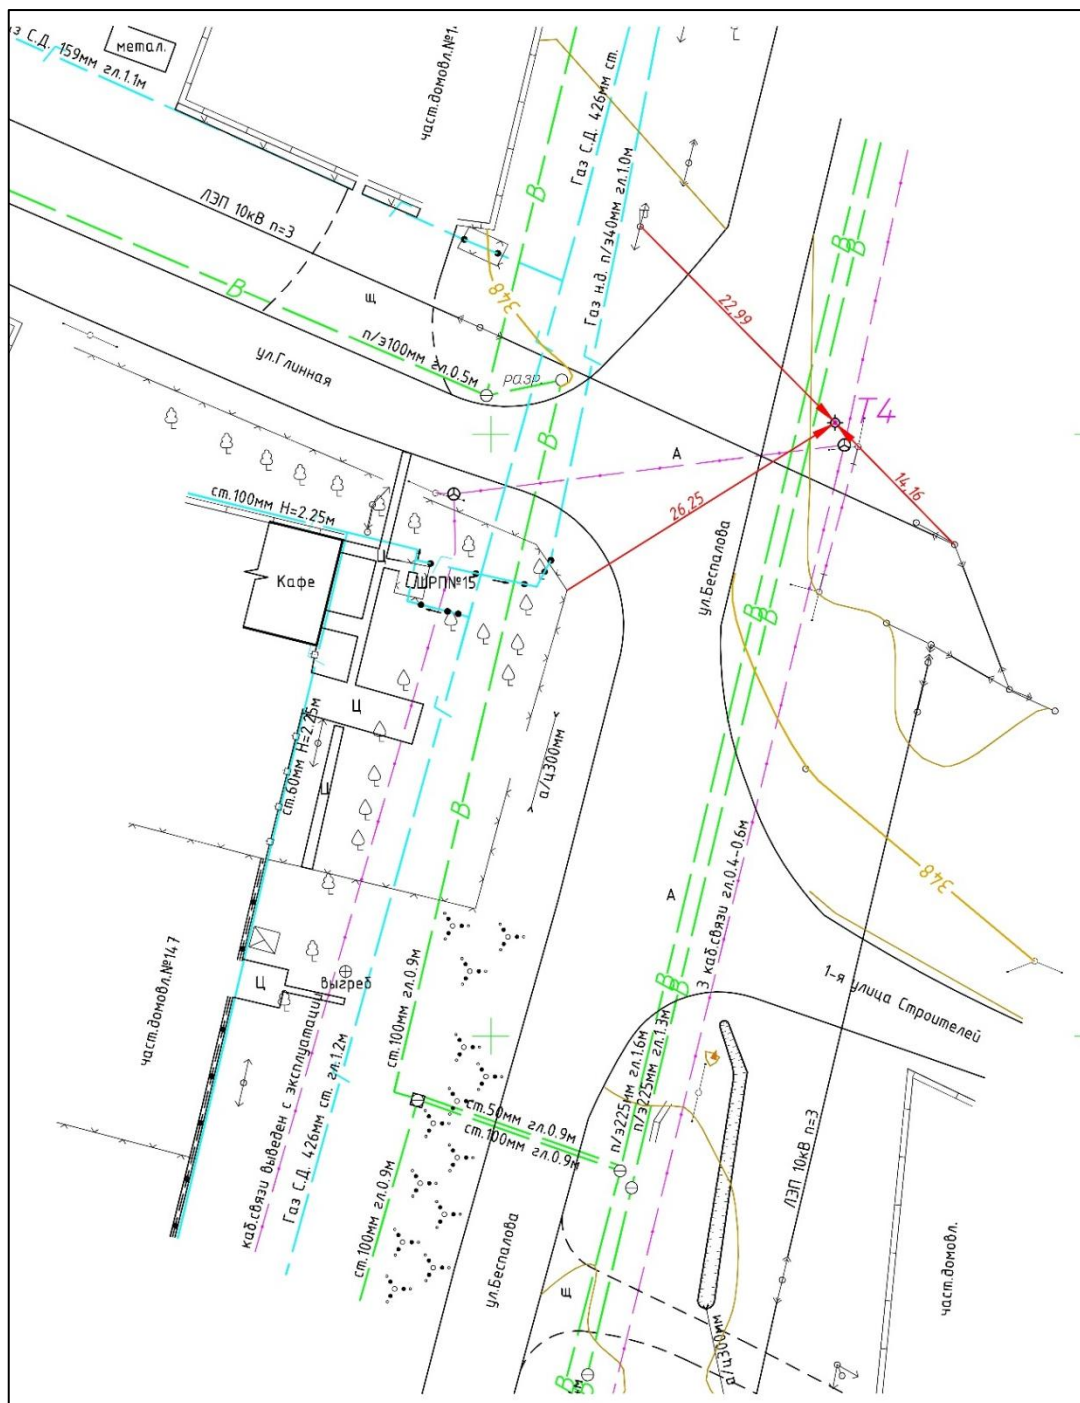 метал.
аз С.Д. 159мм гл.1.1м
част.домовл.№1.
Газ С.Д. 426мм ст.
В
ЛЭП 10кВ п=3
Газ н.д. п/э40мм гл.1.0м
В
В
В
В
щ
348
22,99
п/э100мм гл.0.5м
ул.Глинная
разр.
Т4
В
А
14,16
26,25
ст.100мм Н=2.25м
ул.Беспалова
Ц
Кафе
ШРП№15
В
В
Ц
ст.60мм Н=2.25м
а/ц300мм
Ц
В
3 каб.связи гл.0.4-0.6м
348
А
част.домовл.№147
Ц
выгреб
В
В
1-я улица Строителей
ст.100мм гл.0.9м
каб.связи выведен с эксплуатации
Газ С.Д. 426мм ст. гл.1.2м
п/э225мм гл.1.6м
п/э225мм гл.1.3м
ст.50мм гл.0.9м
ст.100мм гл.0.9м
ЛЭП 10кВ п=3
ст.100мм гл.0.9м
ул.Беспалова
щ
част.домовл.
а/ц300мм
В
В